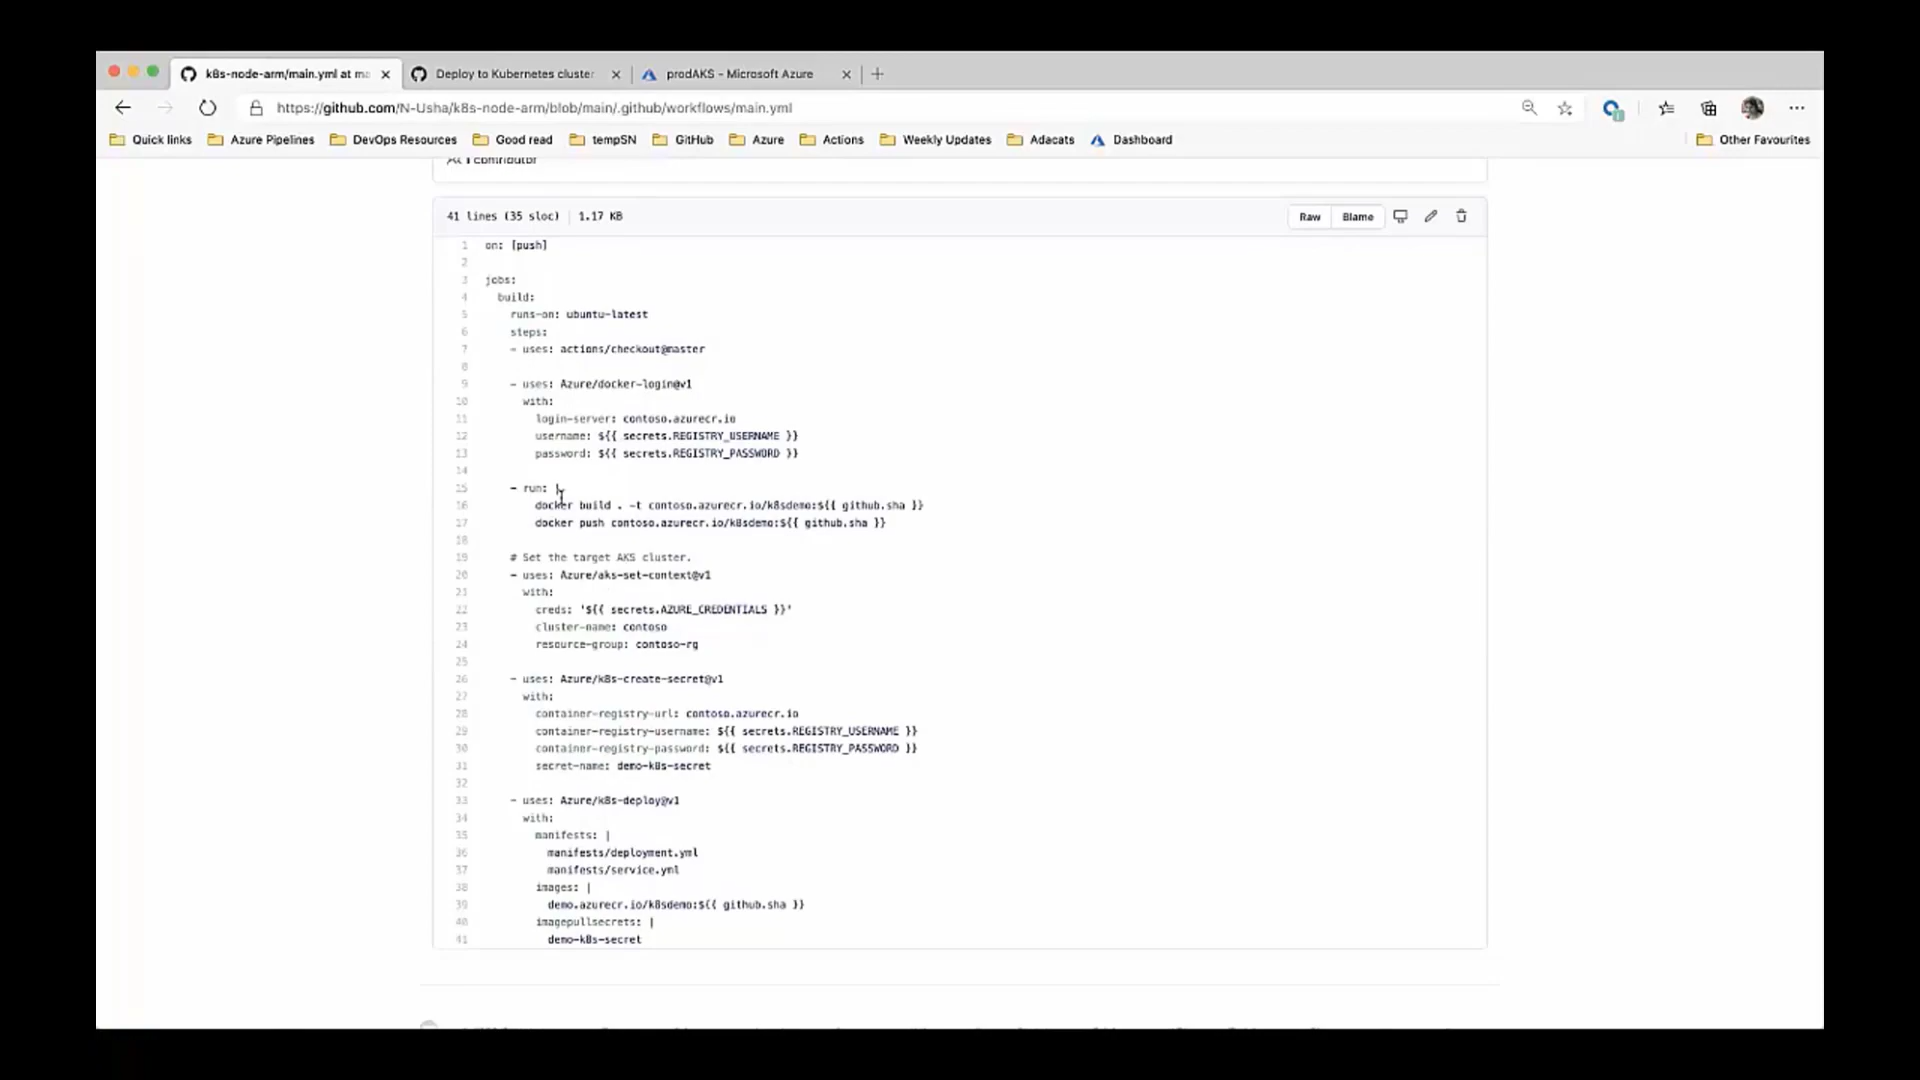 k8s-node-arm/main.yml at ma
Deploy to Kubernetes cluster
prodAKS - Microsoft Azure
https://github.com/N-Usha/k8s-node-arm/blob/main/.github/workflows/main.yml
Quick links
Azure Pipelines
DevOps Resources
Good read
tempSN
GitHub
Azure
Actions
Weekly Updates
Adacats
Dashboard
Other Favourites
1 contributor
41 lines (35 sloc) | 1.17 KB
Raw
Blame
1 on: [push]
2
3 jobs:
4 build:
5 runs-on: ubuntu-latest
6 steps:
7 - uses: actions/checkout@master
8
9 - uses: Azure/docker-login@v1
10 with:
11 login-server: contoso.azurecr.io
12 username: ${{ secrets.REGISTRY_USERNAME }}
13 password: ${{ secrets.REGISTRY_PASSWORD }}
14
15 - run: |
16 docker build . -t contoso.azurecr.io/k8sdemo:${{ github.sha }}
17 docker push contoso.azurecr.io/k8sdemo:${{ github.sha }}
18
19 # Set the target AKS cluster.
20 - uses: Azure/aks-set-context@v1
21 with:
22 creds: '${{ secrets.AZURE_CREDENTIALS }}'
23 cluster-name: contoso
24 resource-group: contoso-rg
25
26 - uses: Azure/k8s-create-secret@v1
27 with:
28 container-registry-url: contoso.azurecr.io
29 container-registry-username: ${{ secrets.REGISTRY_USERNAME }}
30 container-registry-password: ${{ secrets.REGISTRY_PASSWORD }}
31 secret-name: demo-k8s-secret
32
33 - uses: Azure/k8s-deploy@v1
34 with:
35 manifests: |
36 manifests/deployment.yml
37 manifests/service.yml
38 images: |
39 demo.azurecr.io/k8sdemo:${{ github.sha }}
40 imagepullsecrets: |
41 demo-k8s-secret